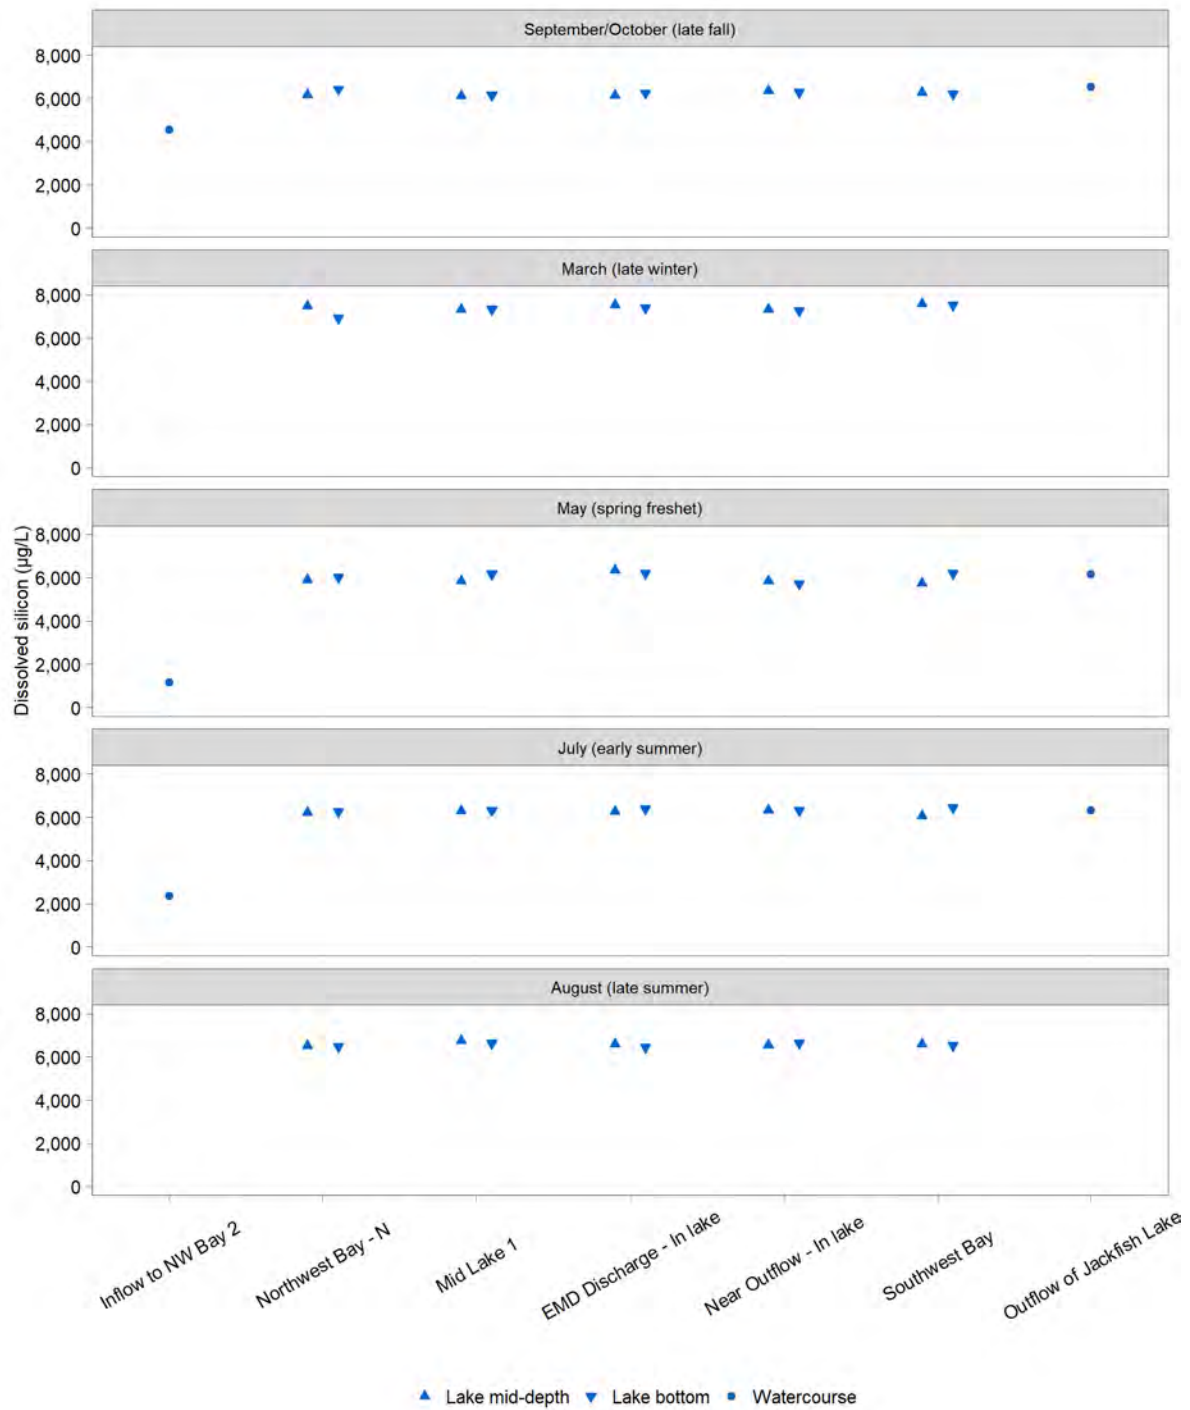 September/October (late fall)
8,000
6,000
4,000
2,000
0
March (late winter)
8,000
6,000
4,000
2,000
0
May (spring freshet)
8,000
6,000
4,000
2,000
0
Dissolved silicon (µg/L)
July (early summer)
8,000
6,000
4,000
2,000
0
August (late summer)
8,000
6,000
4,000
2,000
0
Inflow to NW Bay 2
Northwest Bay - N
Mid Lake 1
EMD Discharge - In lake
Near Outflow - In lake
Southwest Bay
Outflow of Jackfish Lake
Lake mid-depth Lake bottom Watercourse